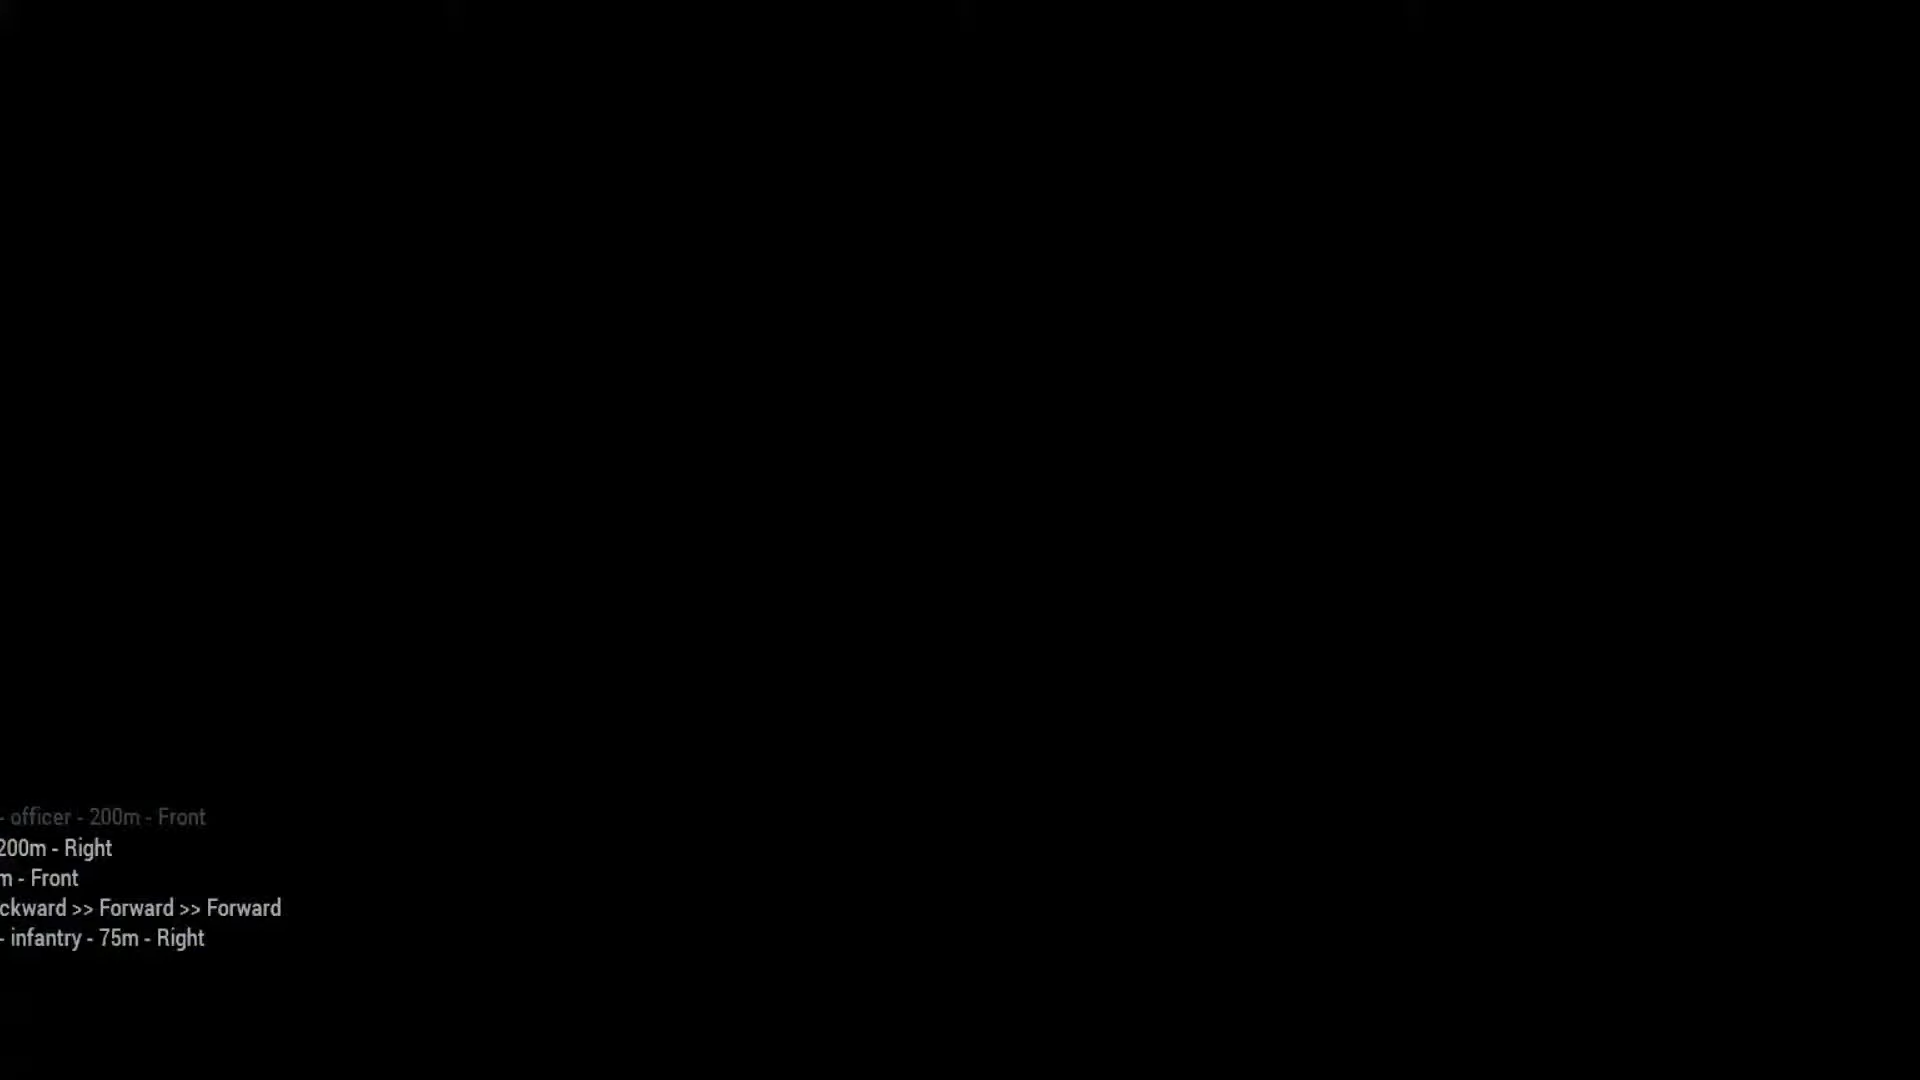 - officer - 200m - Front
200m - Right
m - Front
ckward >> Forward >> Forward
- infantry - 75m - Right